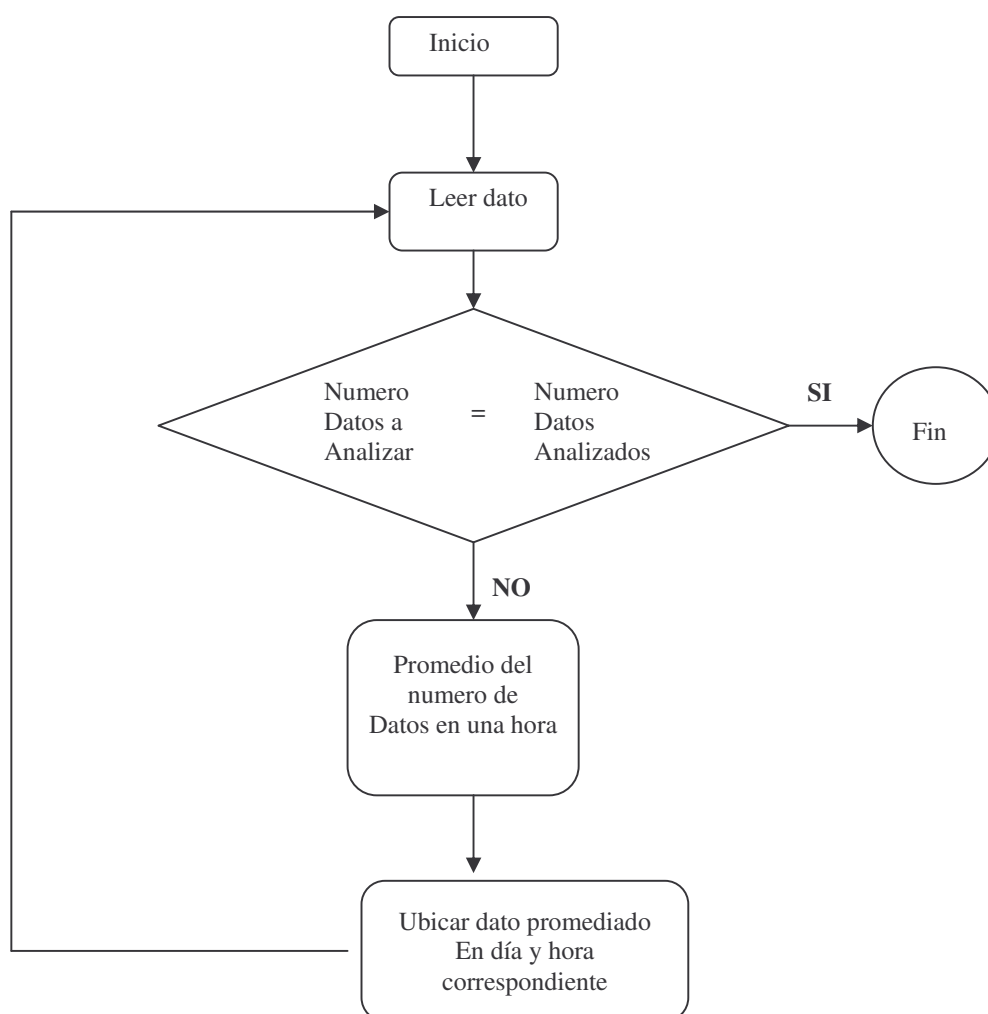 Inicio
Leer dato
Numero
Datos a
Analizar
=
Numero
Datos
Analizados
SI
Fin
NO
Promedio del
numero de
Datos en una hora
Ubicar dato promediado
En día y hora
correspondiente